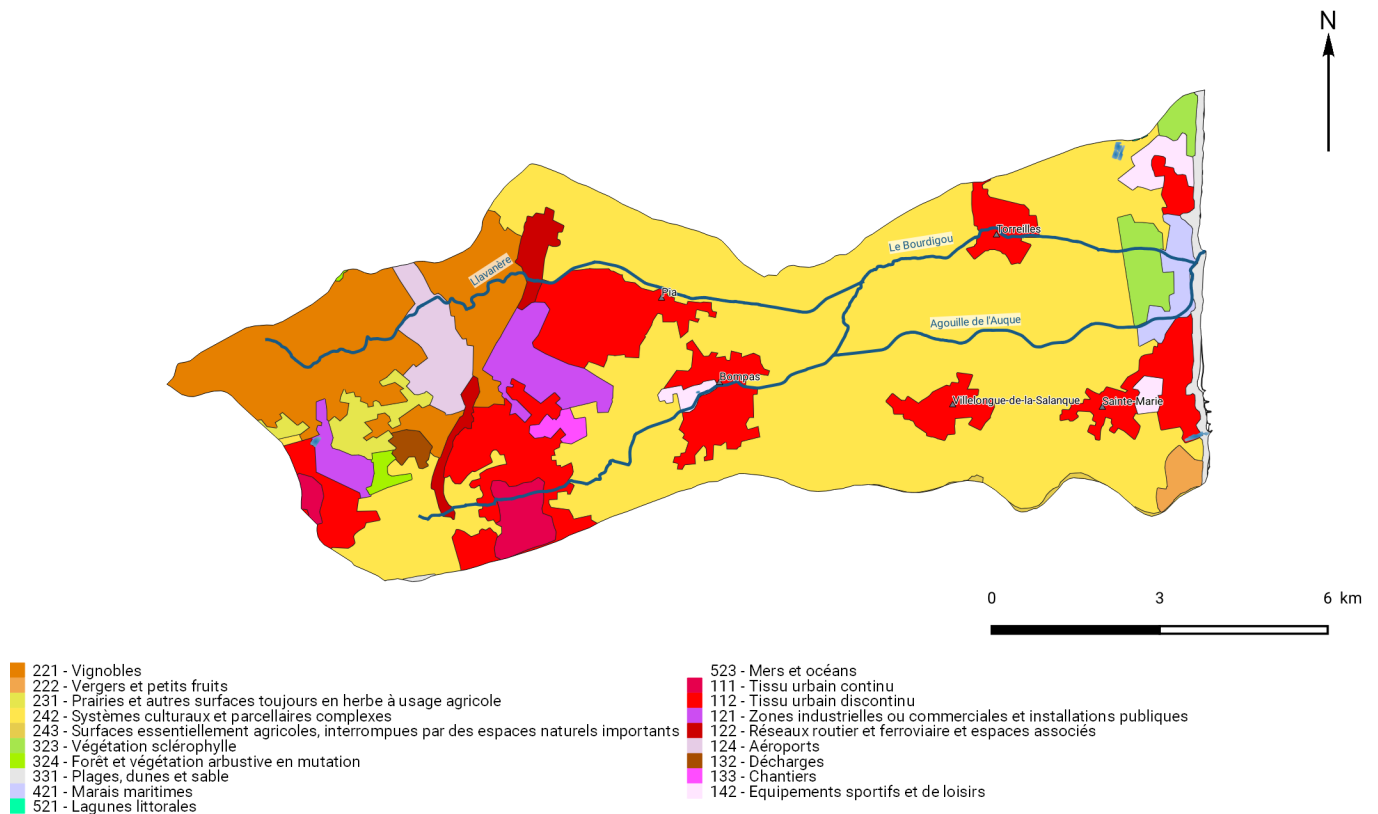 N
Le Bourdigou
Torreilles
Llavanère
Pia
Agouille de l'Auque
Bompas
Villelongue-de-la-Salanque
Sainte-Marie
0 3 6 km
221 - Vignobles
222 - Vergers et petits fruits
231 - Prairies et autres surfaces toujours en herbe à usage agricole
242 - Systèmes culturaux et parcellaires complexes
243 - Surfaces essentiellement agricoles, interrompues par des espaces naturels importants
323 - Végétation sclérophylle
324 - Forêt et végétation arbustive en mutation
331 - Plages, dunes et sable
421 - Marais maritimes
521 - Lagunes littorales
523 - Mers et océans
111 - Tissu urbain continu
112 - Tissu urbain discontinu
121 - Zones industrielles ou commerciales et installations publiques
122 - Réseaux routier et ferroviaire et espaces associés
124 - Aéroports
132 - Décharges
133 - Chantiers
142 - Equipements sportifs et de loisirs